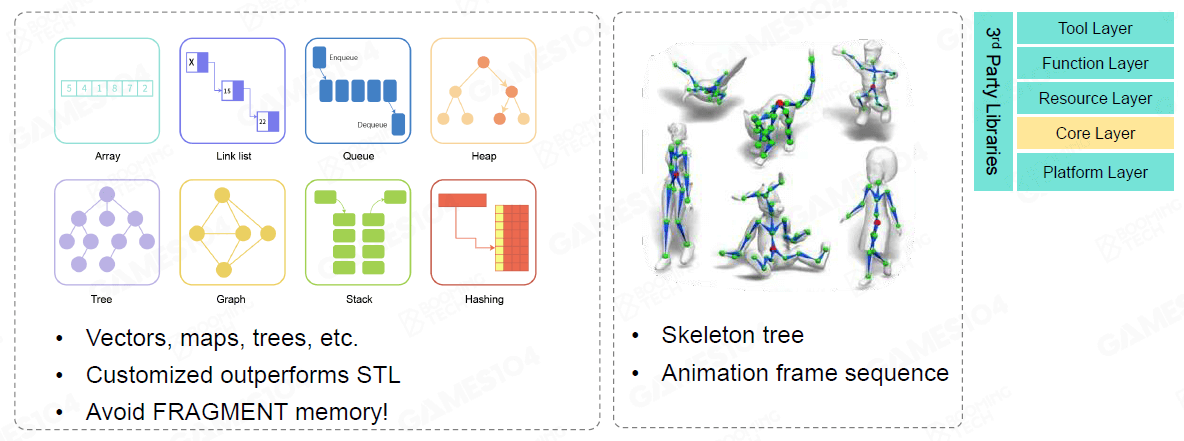 5 4 1 8 7 2
Array
X
15
22
Link list
Enqueue
Dequeue
Queue
Heap
Tree
Graph
Stack
Hashing
• Vectors, maps, trees, etc.
• Customized outperforms STL
• Avoid FRAGMENT memory!
• Skeleton tree
• Animation frame sequence
3rd Party Libraries
Tool Layer
Function Layer
Resource Layer
Core Layer
Platform Layer
GAMES104
BOOMING
TECH